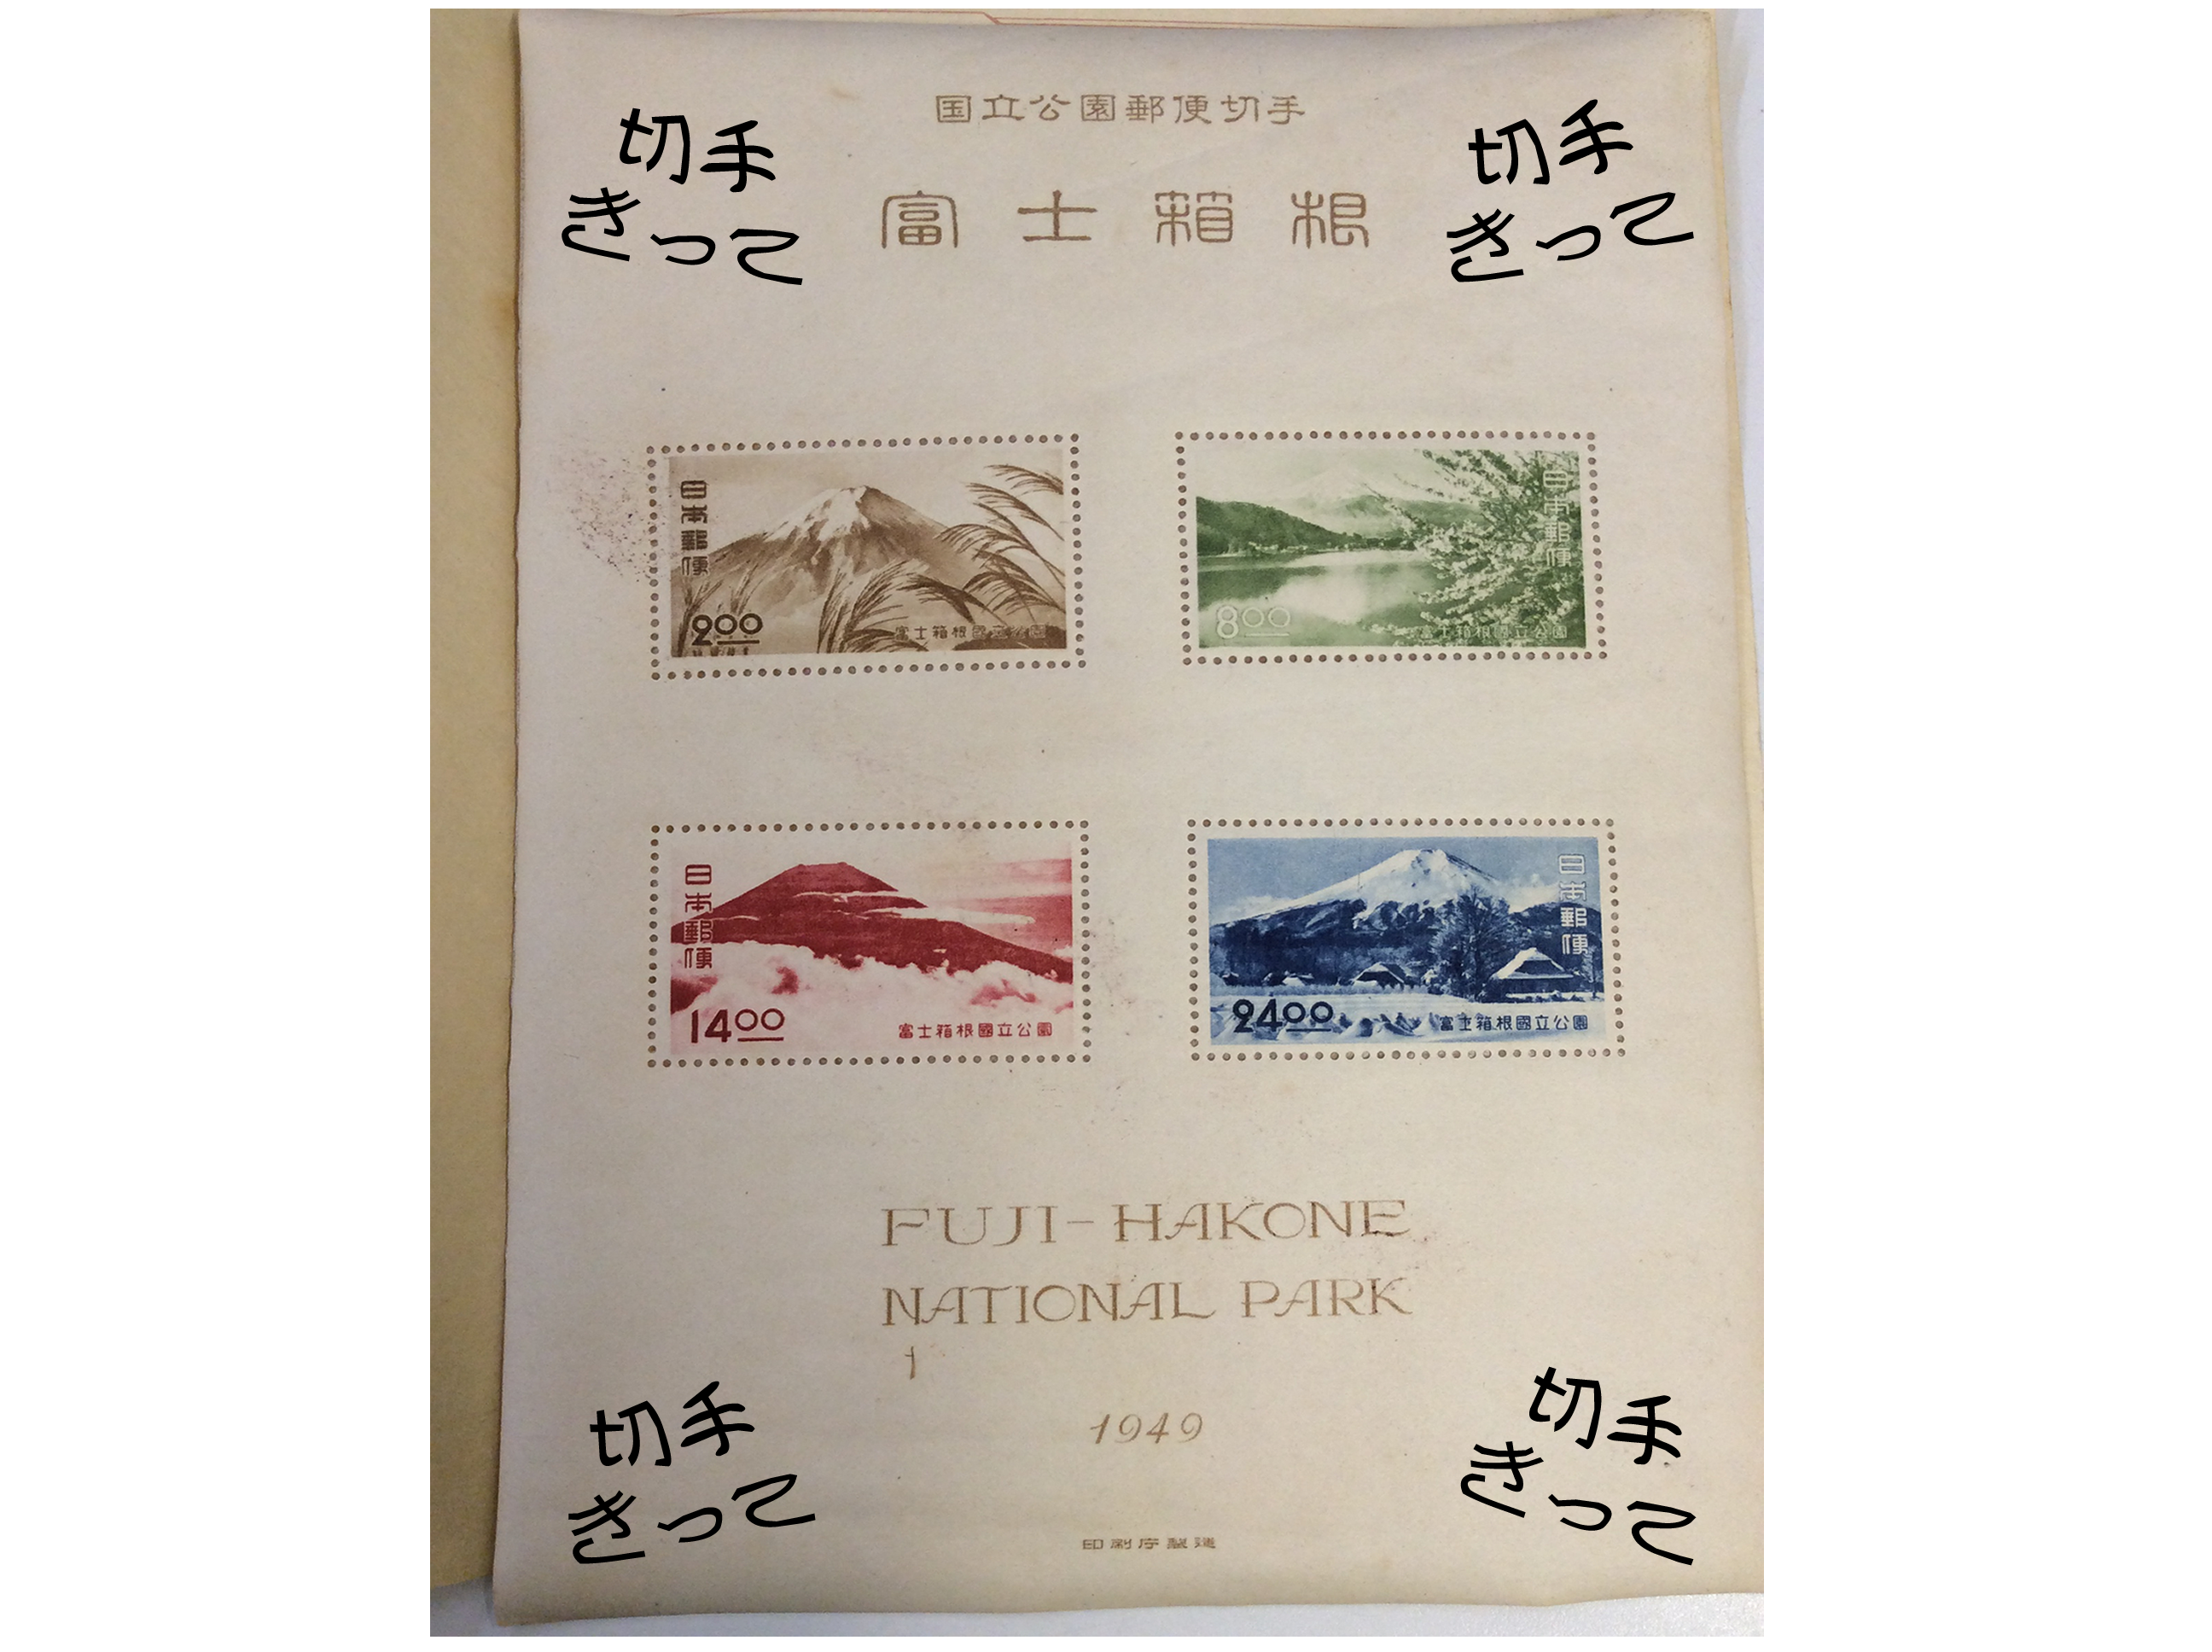 国立公園郵便切手
富士箱根
切手
きって
切手
きって
日本郵便
2.00
富士箱根國立公園
日本郵便
8.00
富士箱根國立公園
日本郵便
14.00
富士箱根國立公園
日本郵便
24.00
富士箱根國立公園
FUJI-HAKONE
NATIONAL PARK
1949
切手
きって
切手
きって
印刷庁製造